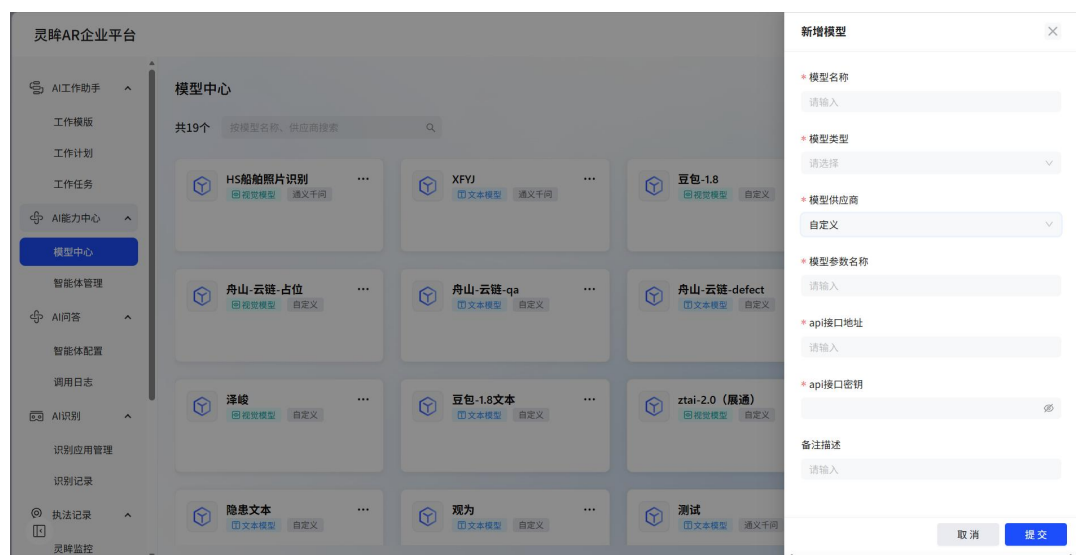 灵眸AR企业平台
AI工作助手
工作模版
工作计划
工作任务
AI能力中心
模型中心
智能体管理
AI问答
智能体配置
调用日志
AI识别
识别应用管理
识别记录
执法记录
灵眸监控
模型中心
共19个 按模型名称、供应商搜索
HS船舶照片识别 ...
视觉模型 通义千问
XFYJ ...
文本模型 通义千问
豆包-1.8
视觉模型 自定义
舟山-云链-占位 ...
视觉模型 自定义
舟山-云链-qa ...
文本模型 自定义
舟山-云链-defect
文本模型 自定义
泽峻 ...
视觉模型 自定义
豆包-1.8文本 ...
文本模型 自定义
ztai-2.0（展通）
视觉模型 自定义
隐患文本 ...
文本模型 自定义
观为 ...
文本模型 自定义
测试
文本模型 通义千问
新增模型
* 模型名称
请输入
* 模型类型
请选择
* 模型供应商
自定义
* 模型参数名称
请输入
* api接口地址
请输入
* api接口密钥
备注描述
请输入
取消 提交